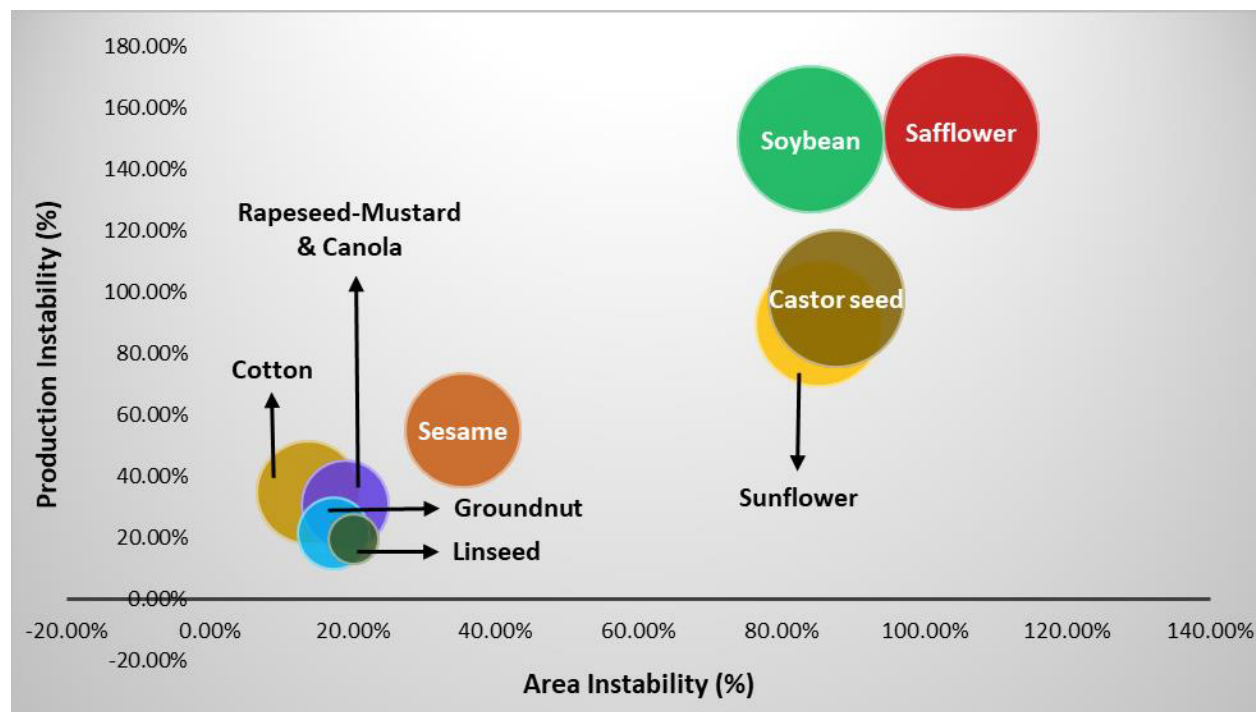 180.00%
160.00%
140.00%
120.00%
100.00%
80.00%
60.00%
40.00%
20.00%
0.00%
-20.00%
Production Instability (%)
Soybean
Safflower
Rapeseed-Mustard
& Canola
Castor seed
Cotton
Sesame
Sunflower
Groundnut
Linseed
-20.00%
0.00%
20.00%
40.00%
60.00%
80.00%
100.00%
120.00%
140.00%
Area Instability (%)